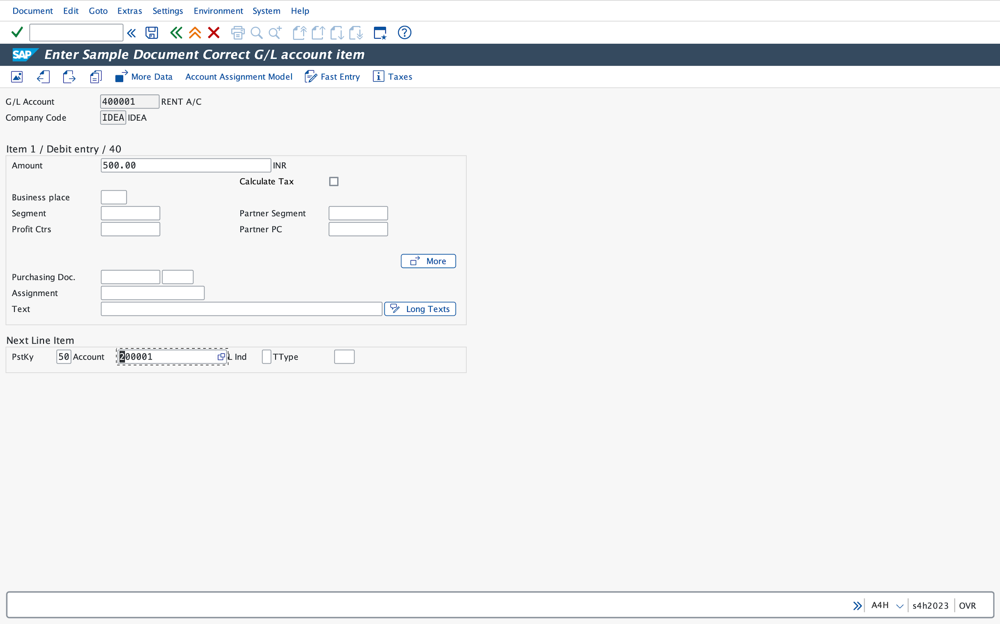 Document Edit Goto Extras Settings Environment System Help
SAP Enter Sample Document Correct G/L account item
More Data Account Assignment Model Fast Entry Taxes
G/L Account 400001 RENT A/C
Company Code IDEA IDEA
Item 1 / Debit entry / 40
Amount 500.00 INR
Calculate Tax
Business place
Segment Partner Segment
Profit Ctrs Partner PC
More
Purchasing Doc.
Assignment
Text Long Texts
Next Line Item
PstKy 50 Account 200001 L Ind TType
A4H s4h2023 OVR